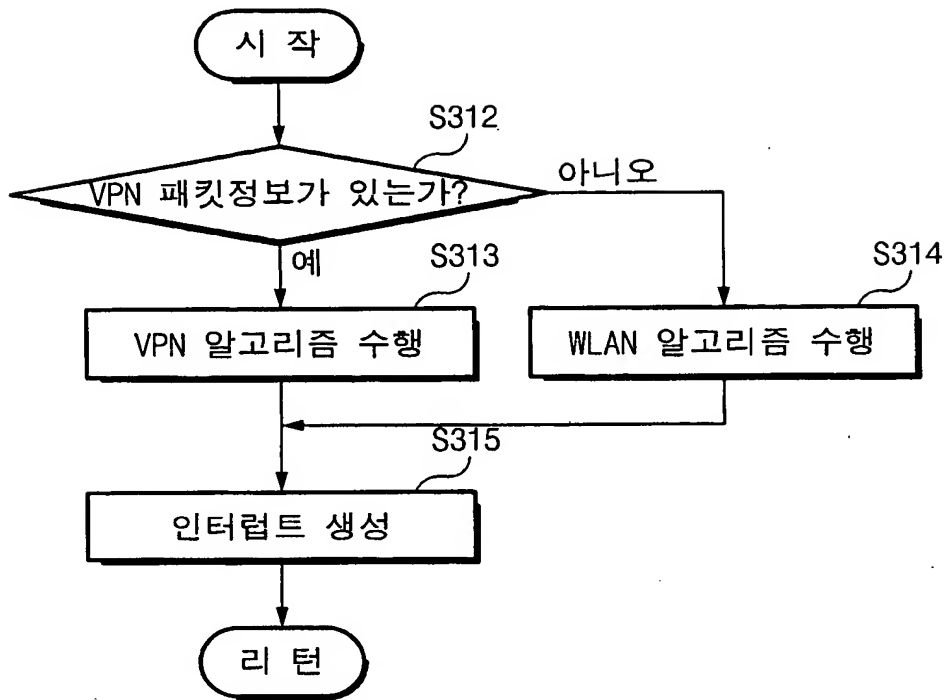 시 작
S312
VPN 패킷정보가 있는가?
아니오
예
S313
VPN 알고리즘 수행
S314
WLAN 알고리즘 수행
S315
인터럽트 생성
리 턴